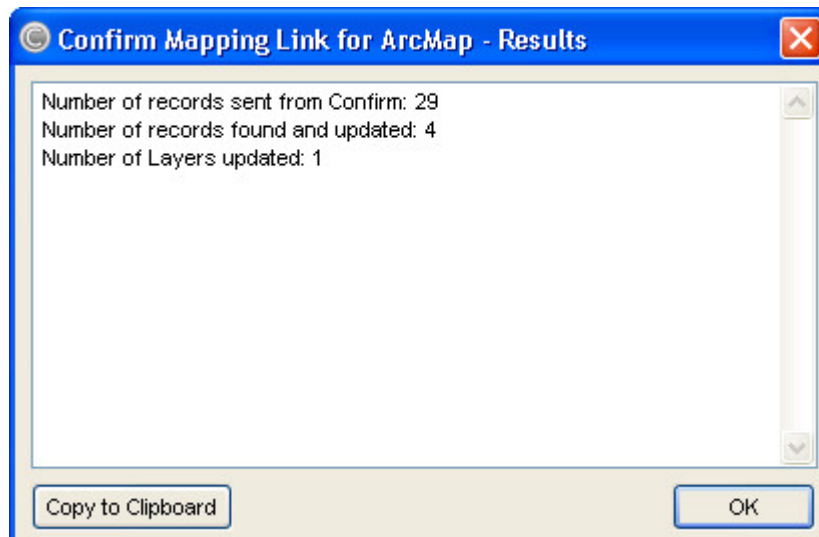 Confirm Mapping Link for ArcMap - Results
Number of records sent from Confirm: 29
Number of records found and updated: 4
Number of Layers updated: 1
Copy to Clipboard
OK